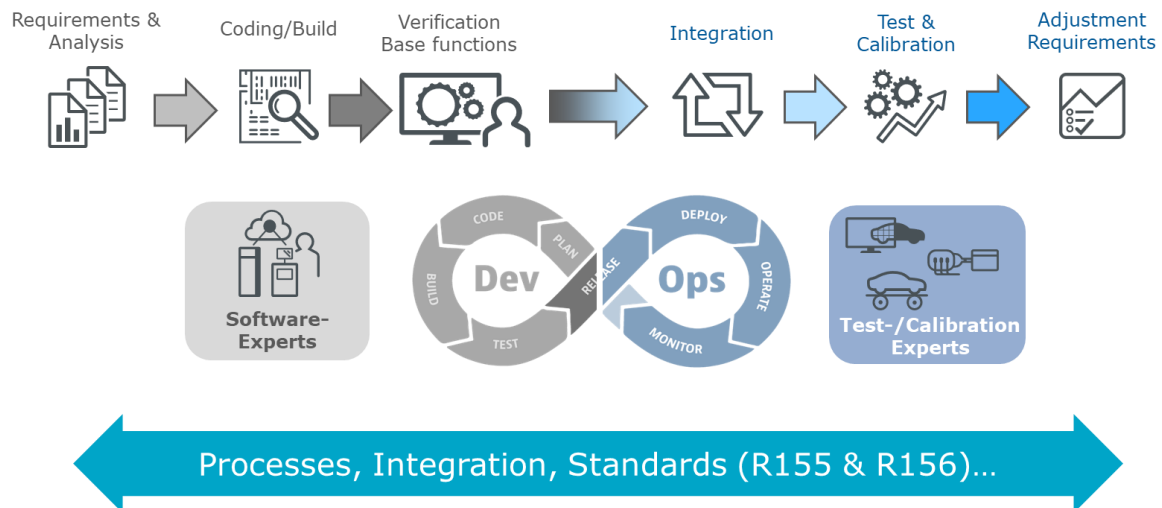 Requirements &
Analysis
Coding/Build
Verification
Base functions
Integration
Test &
Calibration
Adjustment
Requirements
Software-
Experts
CODE
PLAN
BUILD
TEST
Dev
RELEASE
DEPLOY
OPERATE
MONITOR
Ops
Test-/Calibration
Experts
Processes, Integration, Standards (R155 & R156)...